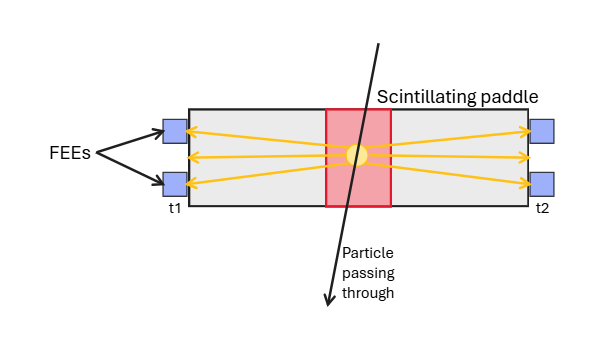 Scintillating paddle
FEEs
t1
t2
Particle
passing
through